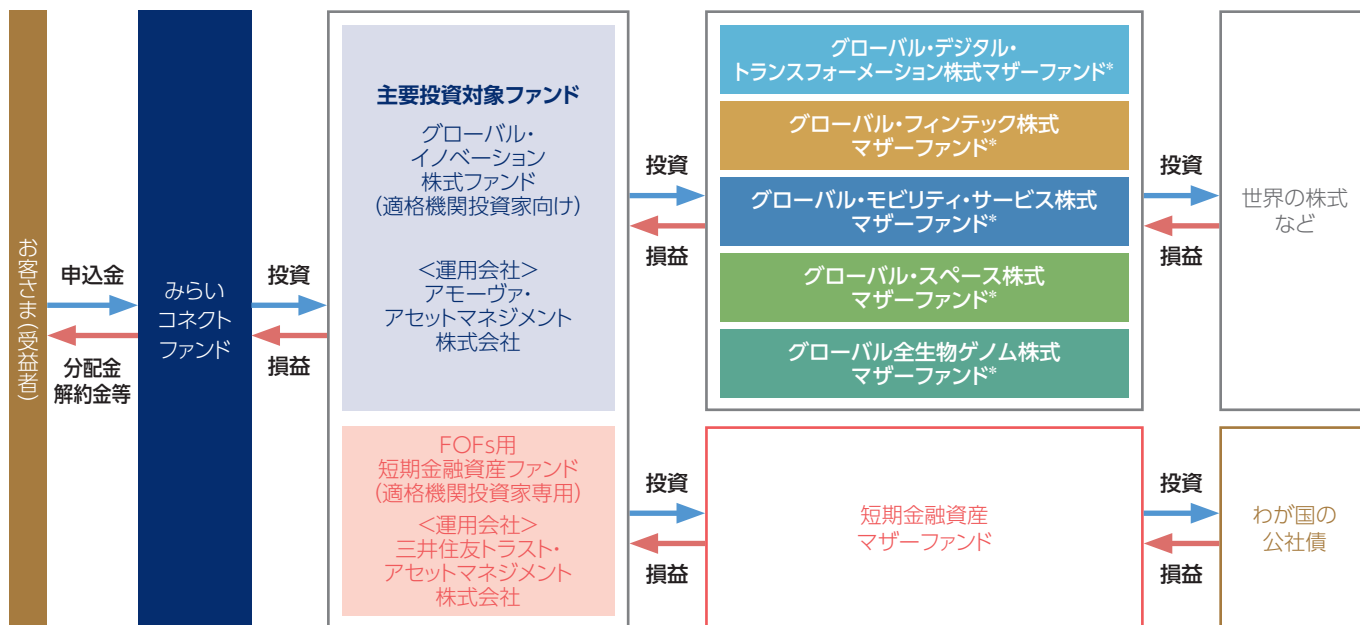 お客さま(受益者)
申込金
分配金
解約金等
みらい
コネクト
ファンド
投資
損益
主要投資対象ファンド
グローバル・
イノベーション
株式ファンド
(適格機関投資家向け)
<運用会社>
アモーヴァ・
アセットマネジメント
株式会社
FOFs用
短期金融資産ファンド
(適格機関投資家専用)
<運用会社>
三井住友トラスト・
アセットマネジメント
株式会社
投資
損益
投資
損益
グローバル・デジタル・
トランスフォーメーション株式マザーファンド*
グローバル・フィンテック株式
マザーファンド*
グローバル・モビリティ・サービス株式
マザーファンド*
グローバル・スペース株式
マザーファンド*
グローバル全生物ゲノム株式
マザーファンド*
短期金融資産
マザーファンド
投資
損益
投資
損益
世界の株式
など
わが国の
公社債